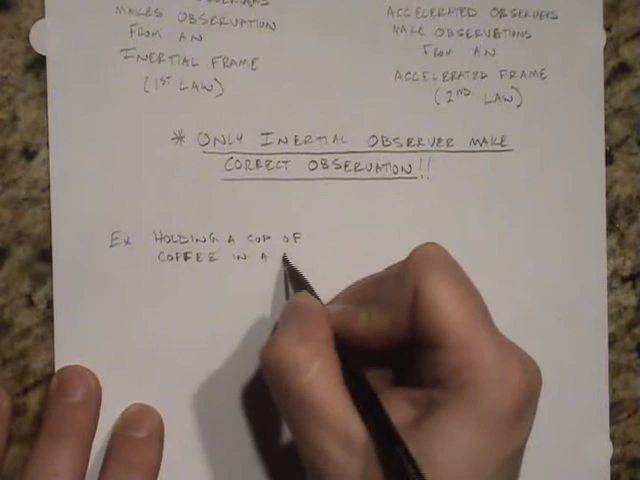 MAKES OBSERVATION
FROM AN
INERTIAL FRAME
(1ST LAW)
ACCELERATED OBSERVERS
MAKE OBSERVATIONS
FROM AN
ACCELERATED FRAME
(2ND LAW)
* ONLY INERTIAL OBSERVER MAKE
CORRECT OBSERVATION!!
EX HOLDING A CUP OF
COFFEE IN A